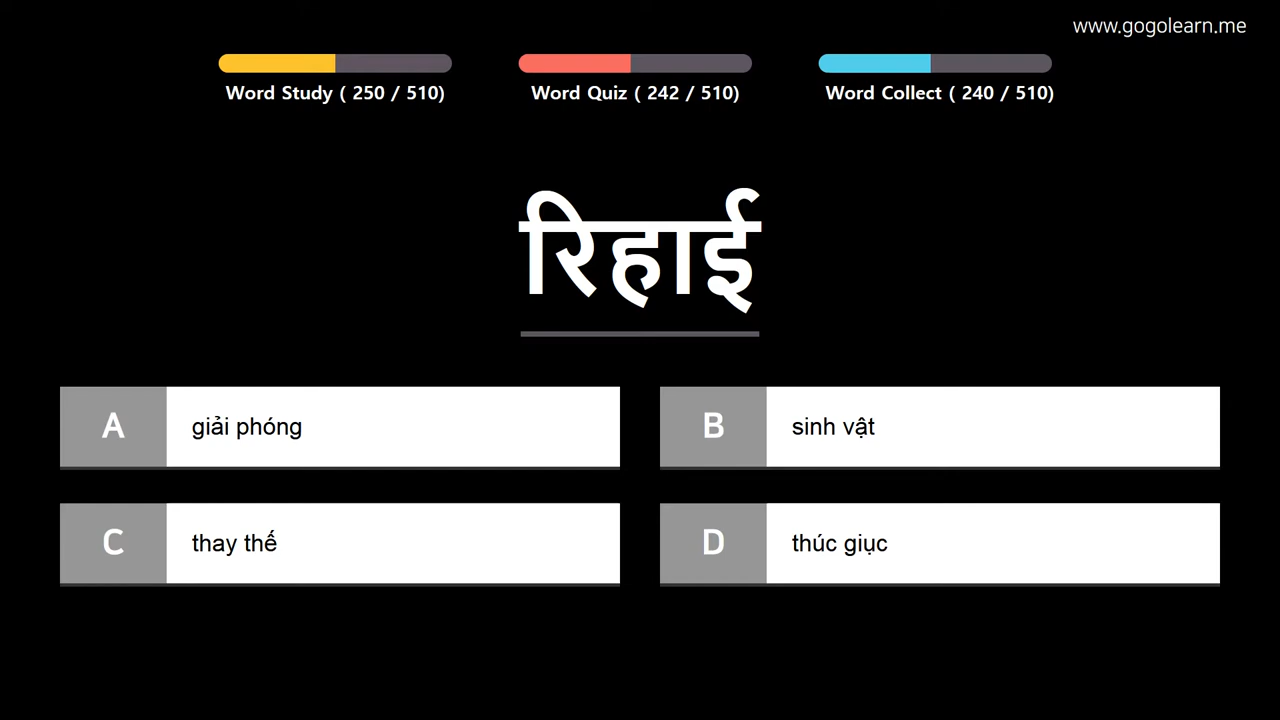 www.gogolearn.me
Word Study ( 250 / 510)
Word Quiz ( 242 / 510)
Word Collect ( 240 / 510)
रिहाई
A giải phóng
B sinh vật
C thay thế
D thúc giục